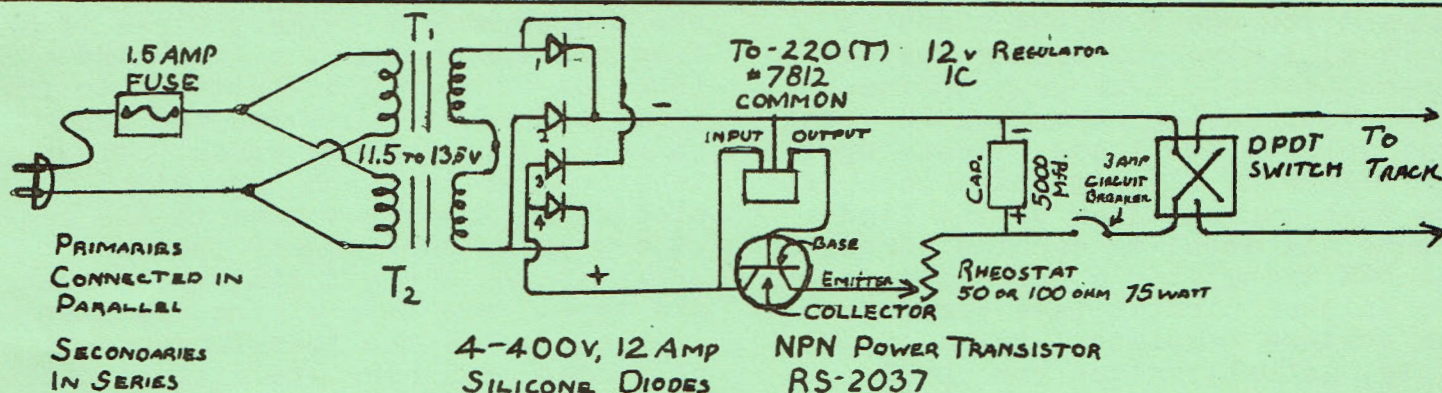 1.5 AMP
FUSE
T1
11.5 TO 13.5V
T2
PRIMARIES
CONNECTED IN
PARALLEL
SECONDARIES
IN SERIES
1
2
3
4
-
+
4-400V, 12 AMP
SILICONE DIODES
TO-220(T) 12V REGULATOR
#7812 IC
COMMON
INPUT OUTPUT
BASE
EMITTER
COLLECTOR
NPN POWER TRANSISTOR
RS-2037
-
CAP.
5000
Mfd.
+
3 AMP
CIRCUIT
BREAKER
RHEOSTAT
50 OR 100 OHM 75 WATT
DPDT
SWITCH
TO
TRACK